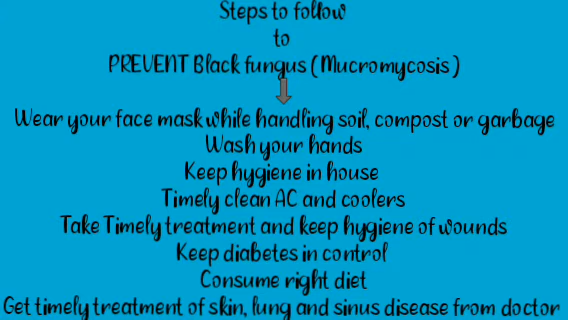 Steps to follow
to
PREVENT Black fungus (Mucromycosis)
Wear your face mask while handling soil, compost or garbage
Wash your hands
Keep hygiene in house
Timely clean AC and coolers
Take Timely treatment and keep hygiene of wounds
Keep diabetes in control
Consume right diet
Get timely treatment of skin, lung and sinus disease from doctor